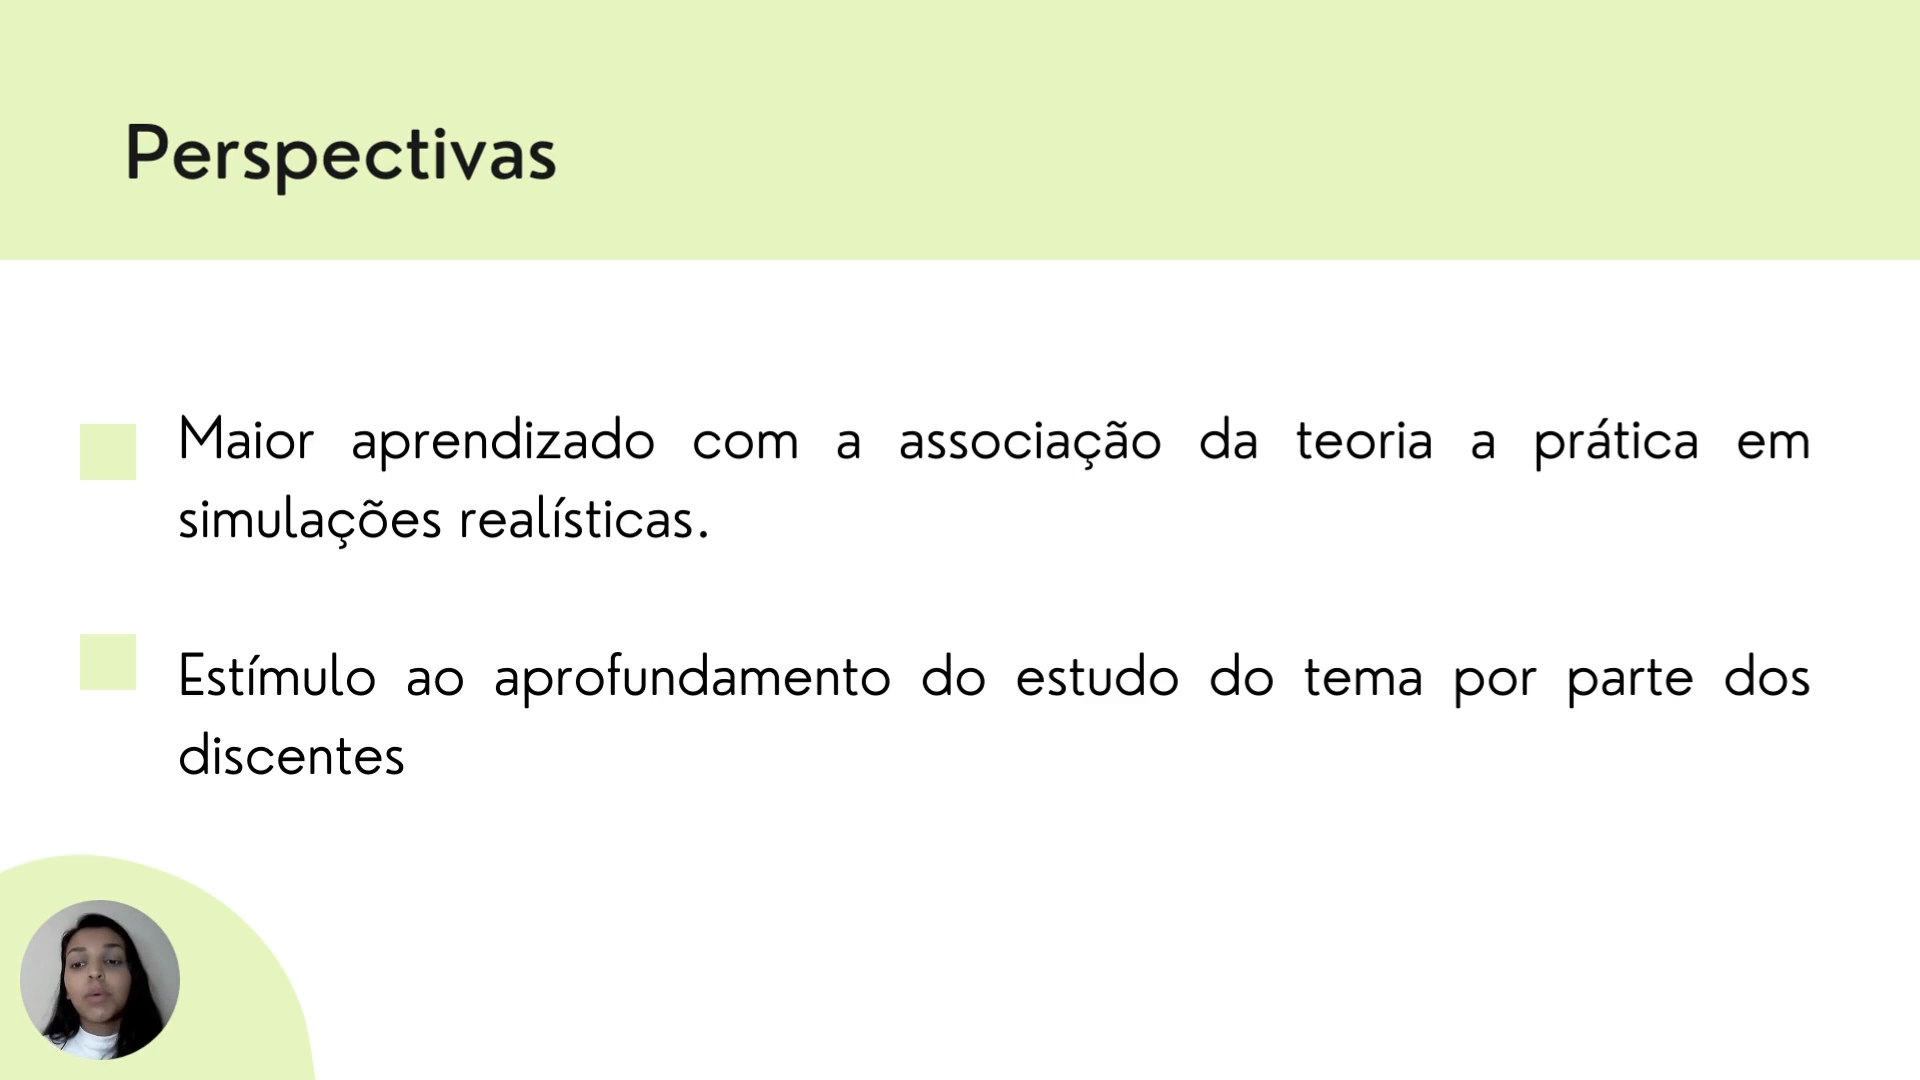 Perspectivas
Maior aprendizado com a associação da teoria a prática em
simulações realísticas.
Estímulo ao aprofundamento do estudo do tema por parte dos
discentes